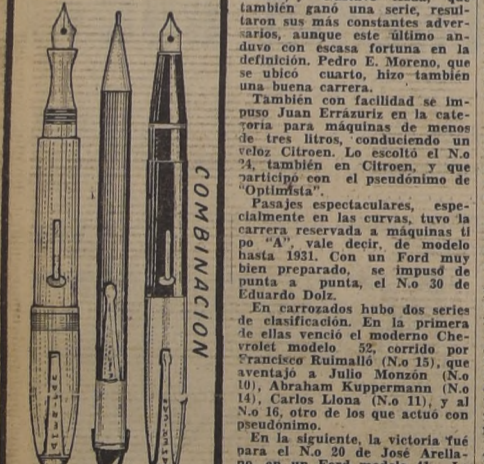 COMBINACION
también ganó una serie, resul-
taron sus más constantes adver-
sarios, aunque este último an-
duvo con escasa fortuna en la
definición. Pedro E. Moreno, que
se ubicó cuarto, hizo también
una buena carrera.
También con facilidad se im-
puso Juan Errázuriz en la cate-
goría para máquinas de menos
de tres litros, conduciendo un
veloz Citroen. Lo escoltó el N.o
24, también en Citroen, y que
participó con el pseudónimo de
"Optimista".
Pasajes espectaculares, espe-
cialmente en las curvas, tuvo la
carrera reservada a máquinas ti
po "A", vale decir, de modelo
hasta 1931. Con un Ford muy
bien preparado, se impuso de
punta a punta, el N.o 30 de
Eduardo Dolz.
En carrozados hubo dos series
de clasificación. En la primera
de ellas venció el moderno Che-
vrolet modelo 52, corrido por
Francisco Ruimalló (N.o 15), que
aventajó a Julio Monzón (N.o
10), Abraham Kuppermann (N.o
14), Carlos Llona (N.o 11), y al
N.o 16, otro de los que actuó con
pseudónimo.
En la siguiente, la victoria fué
para el N.o 20 de José Arella-